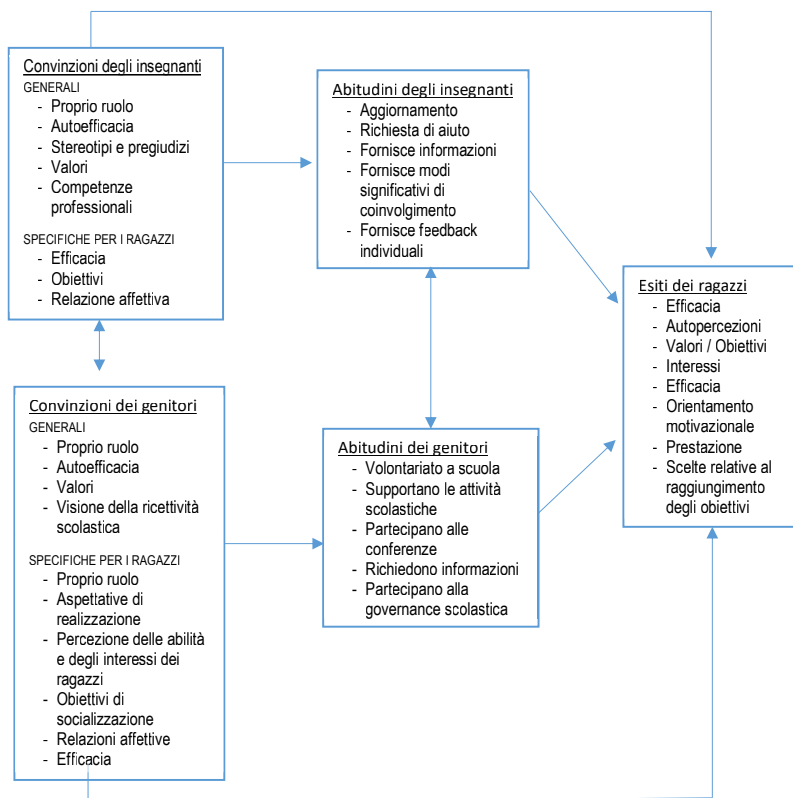 Convinzioni degli insegnanti
GENERALI
- Proprio ruolo
- Autoefficacia
- Stereotipi e pregiudizi
- Valori
- Competenze
professionali
SPECIFICHE PER I RAGAZZI
- Efficacia
- Obiettivi
- Relazione affettiva
Abitudini degli insegnanti
- Aggiornamento
- Richiesta di aiuto
- Fornisce informazioni
- Fornisce modi
significativi di
coinvolgimento
- Fornisce feedback
individuali
Esiti dei ragazzi
- Efficacia
- Autopercezioni
- Valori / Obiettivi
- Interessi
- Efficacia
- Orientamento
motivazionale
- Prestazione
- Scelte relative al
raggiungimento
degli obiettivi
Convinzioni dei genitori
GENERALI
- Proprio ruolo
- Autoefficacia
- Valori
- Visione della ricettività
scolastica
SPECIFICHE PER I RAGAZZI
- Proprio ruolo
- Aspettative di
realizzazione
- Percezione delle abilità
e degli interessi dei
ragazzi
- Obiettivi di
socializzazione
- Relazioni affettive
- Efficacia
Abitudini dei genitori
- Volontariato a scuola
- Supportano le attività
scolastiche
- Partecipano alle
conferenze
- Richiedono informazioni
- Partecipano alla
governance scolastica